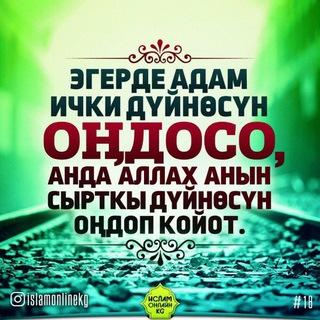 ЭГЕРДЕ АДАМ
ИЧКИ ДҮЙНӨСҮН
ОҢДОСО,
АНДА АЛЛАХ АНЫН
СЫРТКЫ ДҮЙНӨСҮН
ОҢДОП КОЙОТ.
islamonlinekg
ИСЛАМ
ОНЛАЙН
KG
#18